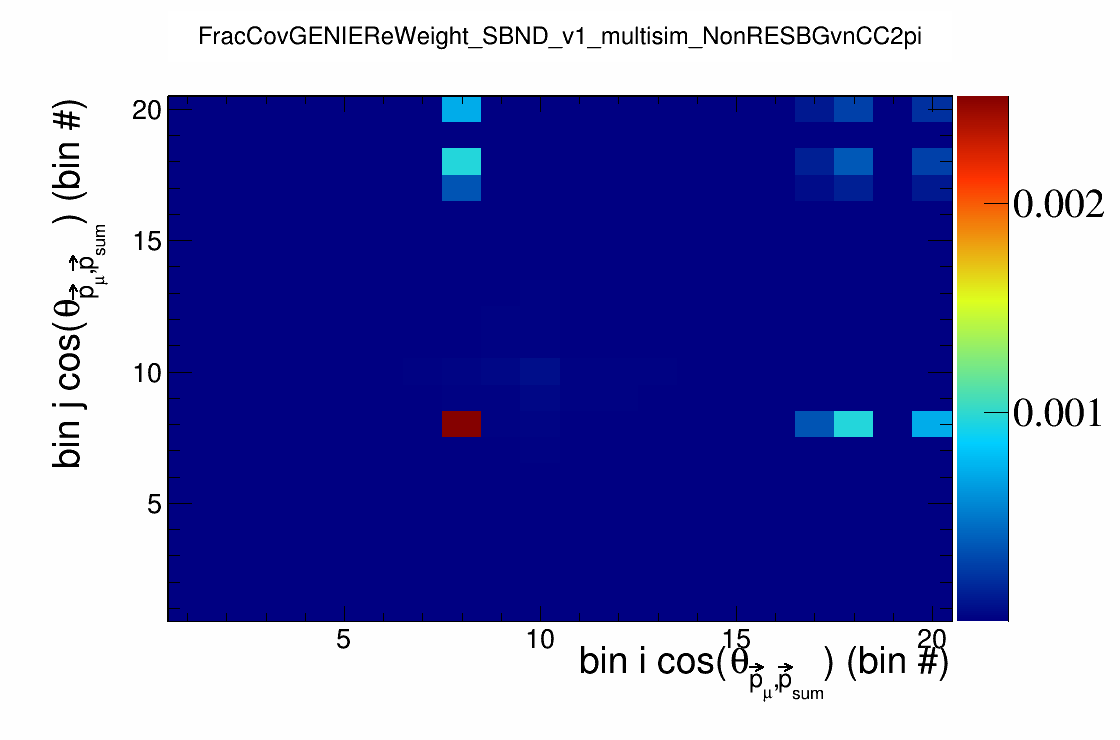 FracCovGENIEReWeight_SBND_v1_multisim_NonRESBGvnCC2pi
bin j cos(θ p⃗μ,p⃗sum) (bin #)
20
15
10
5
0.002
0.001
5 10 15 20
bin i cos(θ p⃗μ,p⃗sum) (bin #)